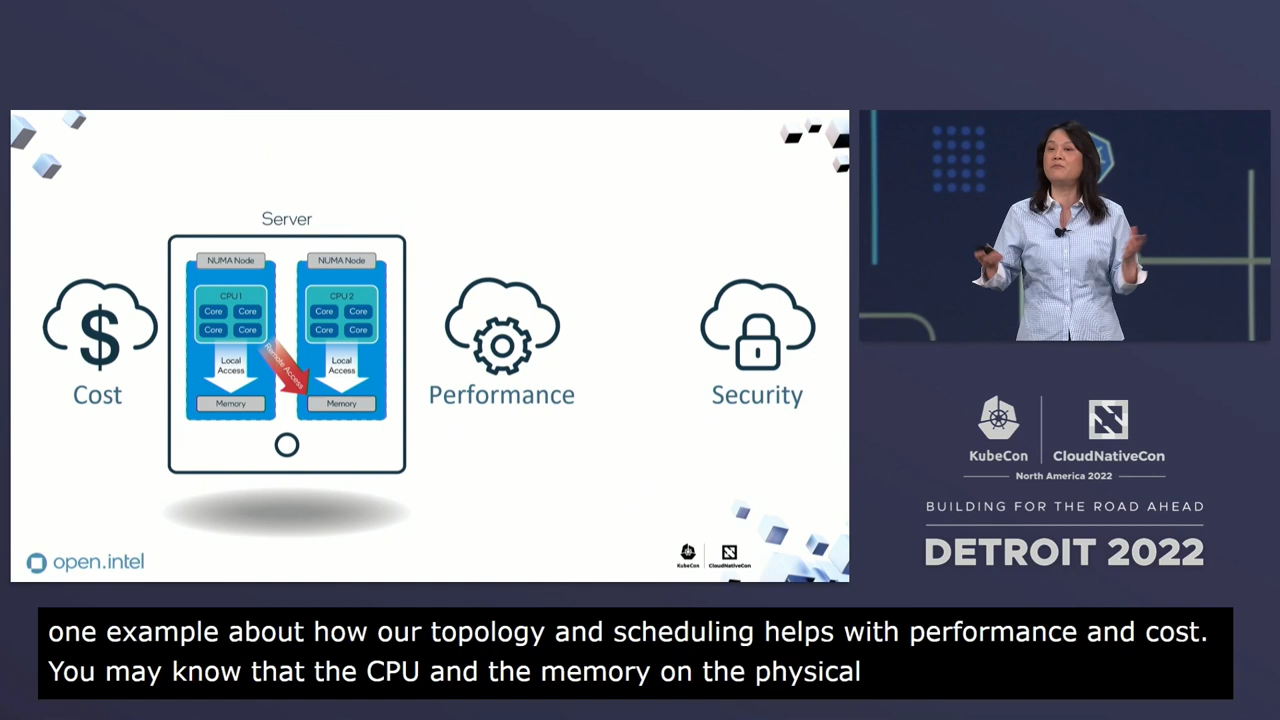 Server
NUMA Node
NUMA Node
CPU 1
CPU 2
Core Core
Core Core
Core Core
Core Core
Local
Access
Remote Access
Local
Access
Memory
Memory
$
Cost
Performance
Security
open.intel
KubeCon
CloudNativeCon
KubeCon
CloudNativeCon
North America 2022
BUILDING FOR THE ROAD AHEAD
DETROIT 2022
one example about how our topology and scheduling helps with performance and cost.
You may know that the CPU and the memory on the physical